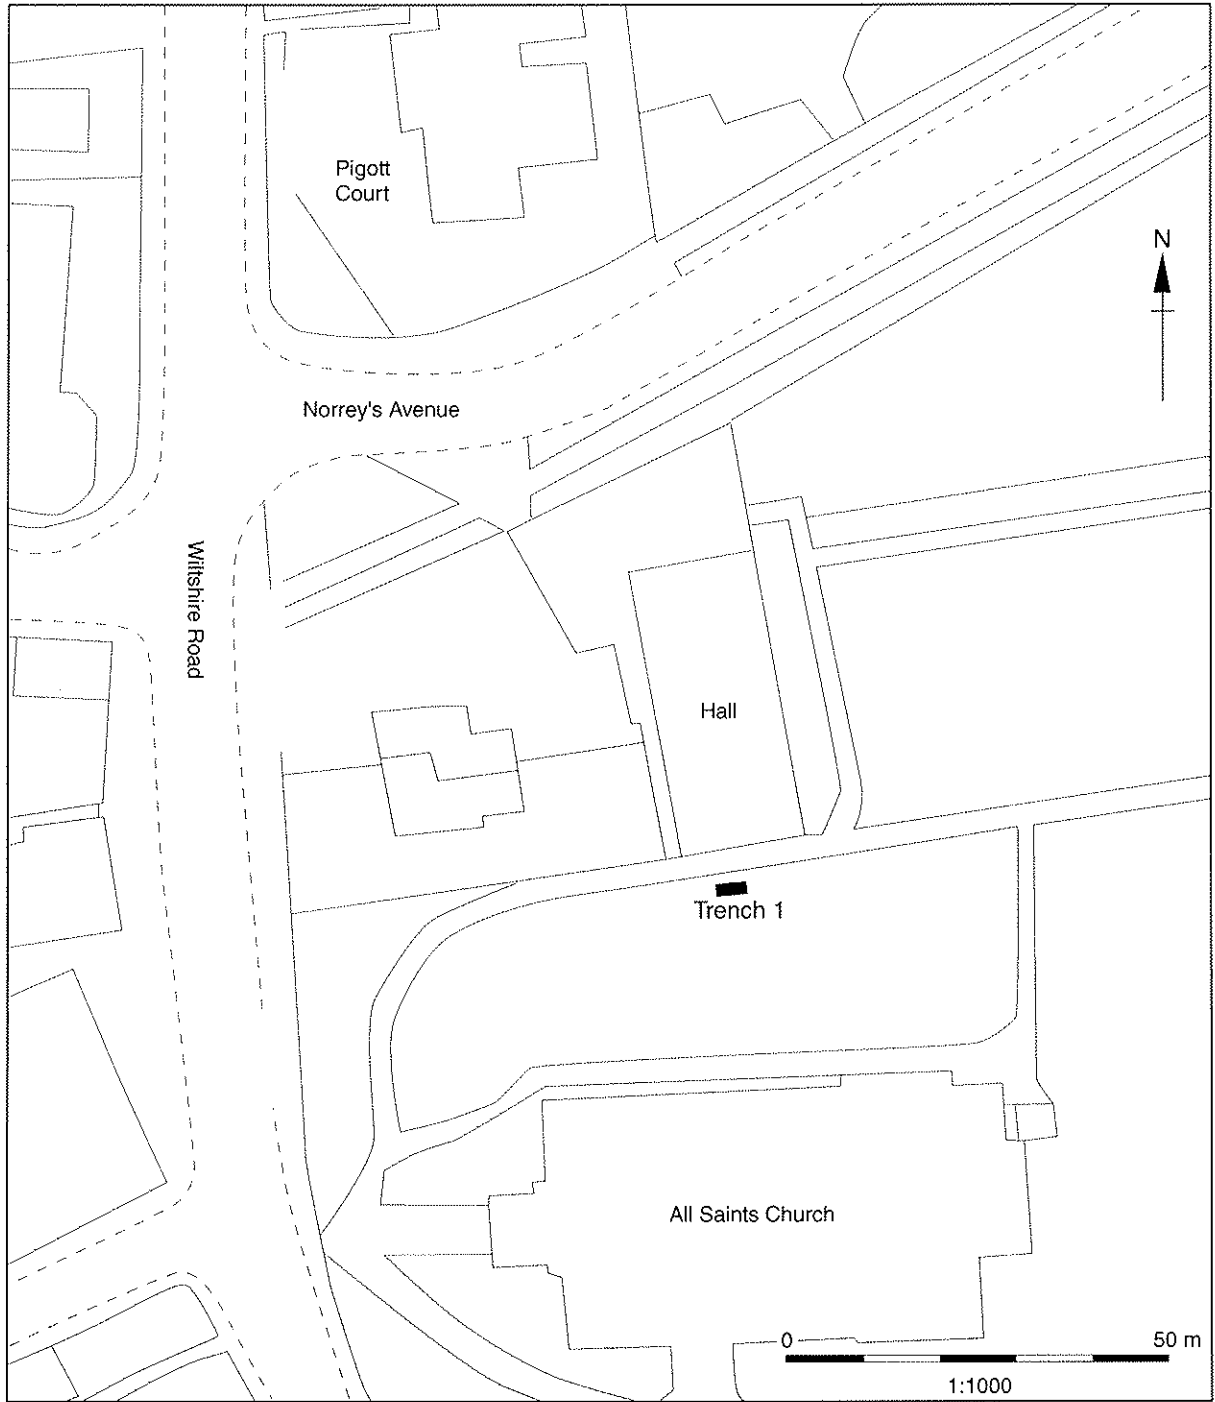 Pigott
Court
N
Norrey's Avenue
Wiltshire Road
Hall
Trench 1
All Saints Church
0 50 m
1:1000